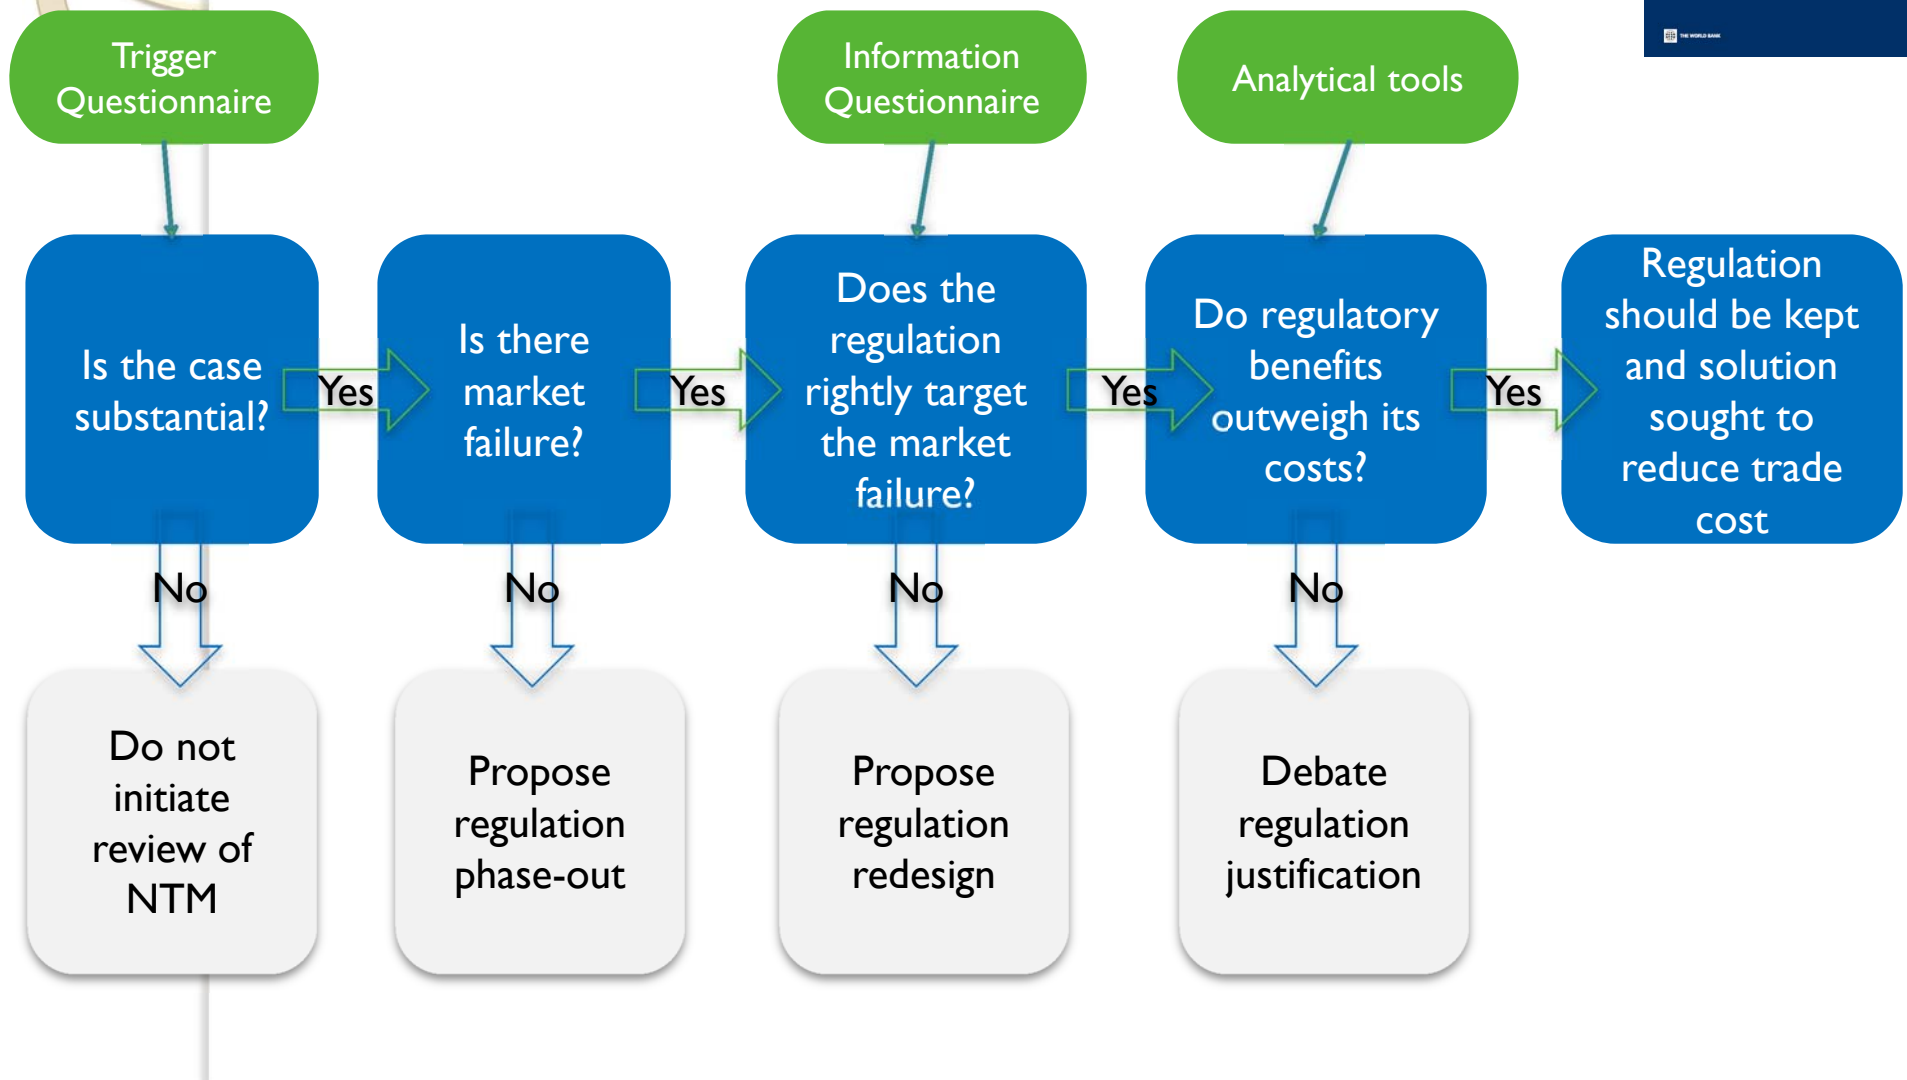 Trigger
Questionnaire
Information
Questionnaire
Analytical tools
THE WORLD BANK
Is the case
substantial?
Yes
Is there
market
failure?
Yes
Does the
regulation
rightly target
the market
failure?
Yes
Do regulatory
benefits
outweigh its
costs?
Yes
Regulation
should be kept
and solution
sought to
reduce trade
cost
No
No
No
No
Do not
initiate
review of
NTM
Propose
regulation
phase-out
Propose
regulation
redesign
Debate
regulation
justification